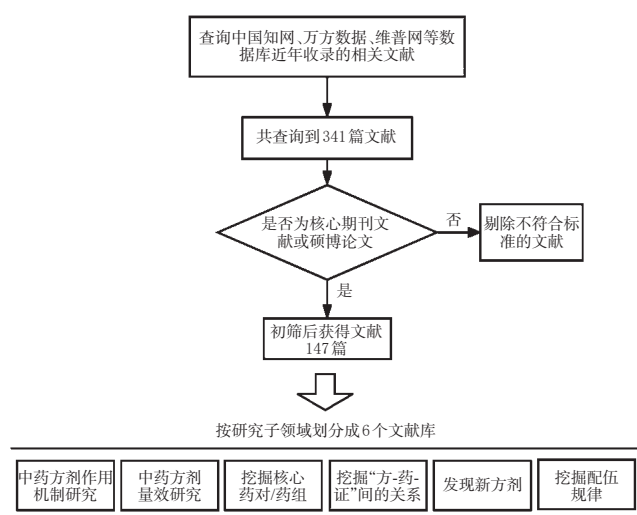 查询中国知网、万方数据、维普网等数
据库近年收录的相关文献
共查询到341篇文献
是否为核心期刊文
献或硕博论文
否
剔除不符合标
准的文献
是
初筛后获得文献
147篇
按研究子领域划分成6个文献库
中药方剂作用
机制研究
中药方剂
量效研究
挖掘核心
药对/药组
挖掘“方-药-
证”间的关系
发现新方剂
挖掘配伍
规律